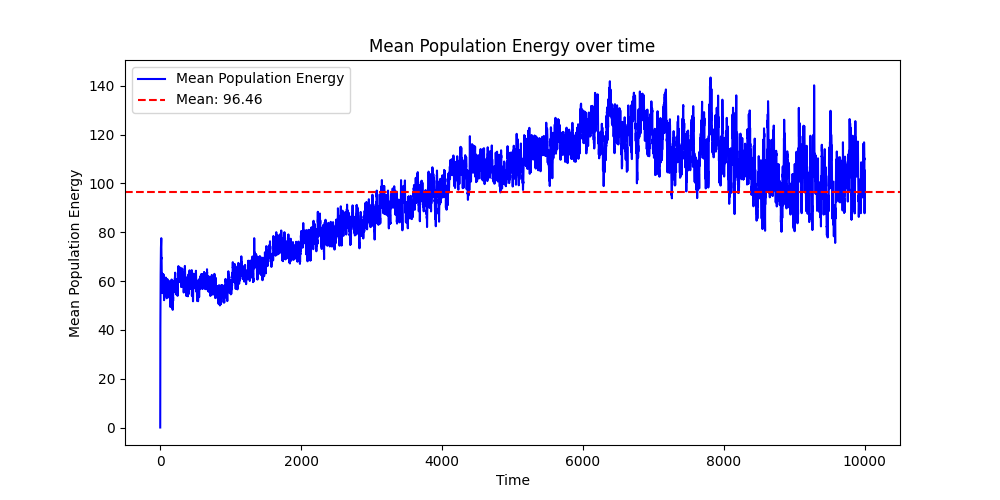 Mean Population Energy over time
Mean Population Energy
Mean: 96.46
140
120
100
80
60
40
20
0
Mean Population Energy
0 2000 4000 6000 8000 10000
Time